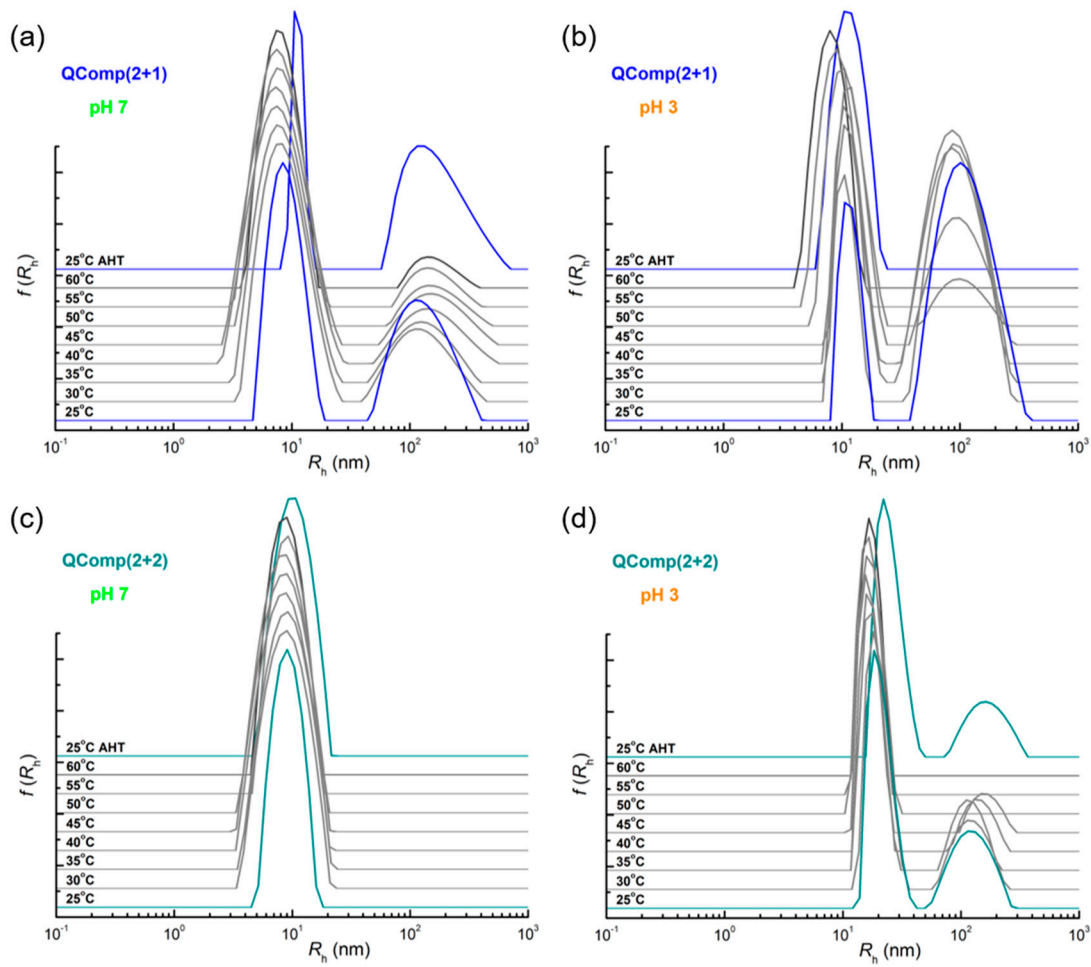 (a)
QComp(2+1)
pH 7
f (Rh)
25°C AHT
60°C
55°C
50°C
45°C
40°C
35°C
30°C
25°C
10-1 100 101 102 103
Rh (nm)
(b)
QComp(2+1)
pH 3
f (Rh)
25°C AHT
60°C
55°C
50°C
45°C
40°C
35°C
30°C
25°C
10-1 100 101 102 103
Rh (nm)
(c)
QComp(2+2)
pH 7
f (Rh)
25°C AHT
60°C
55°C
50°C
45°C
40°C
35°C
30°C
25°C
10-1 100 101 102 103
Rh (nm)
(d)
QComp(2+2)
pH 3
f (Rh)
25°C AHT
60°C
55°C
50°C
45°C
40°C
35°C
30°C
25°C
10-1 100 101 102 103
Rh (nm)